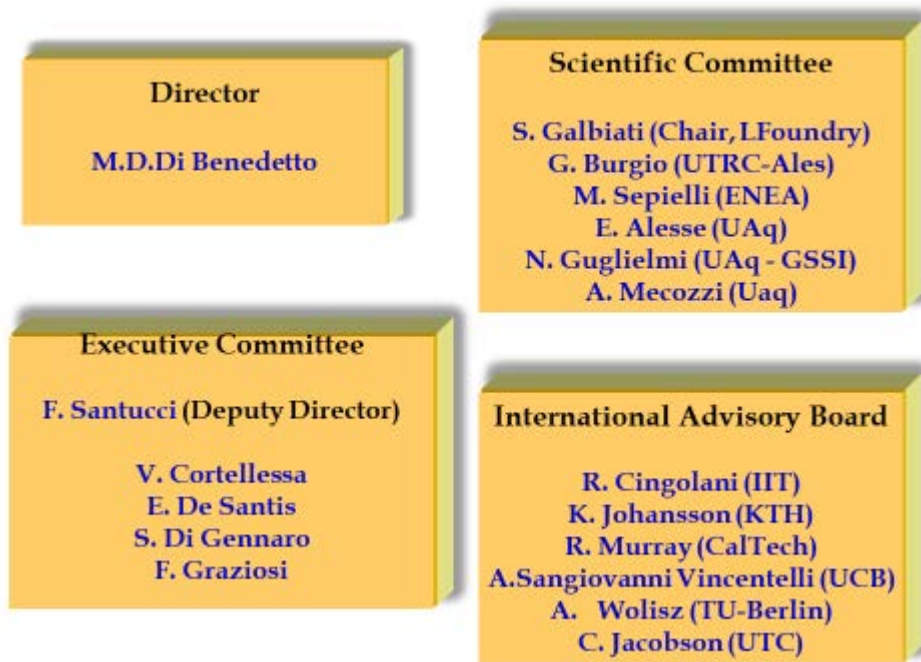 Director
M.D.Di Benedetto
Scientific Committee
S. Galbiati (Chair, LFoundry)
G. Burgio (UTRC-Ales)
M. Sepielli (ENEA)
E. Alesse (UAq)
N. Guglielmi (UAq - GSSI)
A. Mecozzi (Uaq)
Executive Committee
F. Santucci (Deputy Director)
V. Cortellessa
E. De Santis
S. Di Gennaro
F. Graziosi
International Advisory Board
R. Cingolani (IIT)
K. Johansson (KTH)
R. Murray (CalTech)
A.Sangiovanni Vincentelli (UCB)
A. Wolisz (TU-Berlin)
C. Jacobson (UTC)